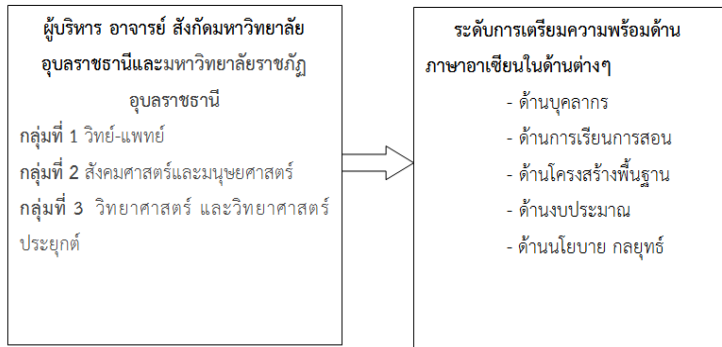 ผู้บริหาร อาจารย์ สังกัดมหาวิทยาลัย
อุบลราชธานีและมหาวิทยาลัยราชภัฏ
อุบลราชธานี
กลุ่มที่ 1 วิทย์-แพทย์
กลุ่มที่ 2 สังคมศาสตร์และมนุษยศาสตร์
กลุ่มที่ 3 วิทยาศาสตร์ และวิทยาศาสตร์
ประยุกต์
ระดับการเตรียมความพร้อมด้าน
ภาษาอาเซียนในด้านต่างๆ
- ด้านบุคลากร
- ด้านการเรียนการสอน
- ด้านโครงสร้างพื้นฐาน
- ด้านงบประมาณ
- ด้านนโยบาย กลยุทธ์